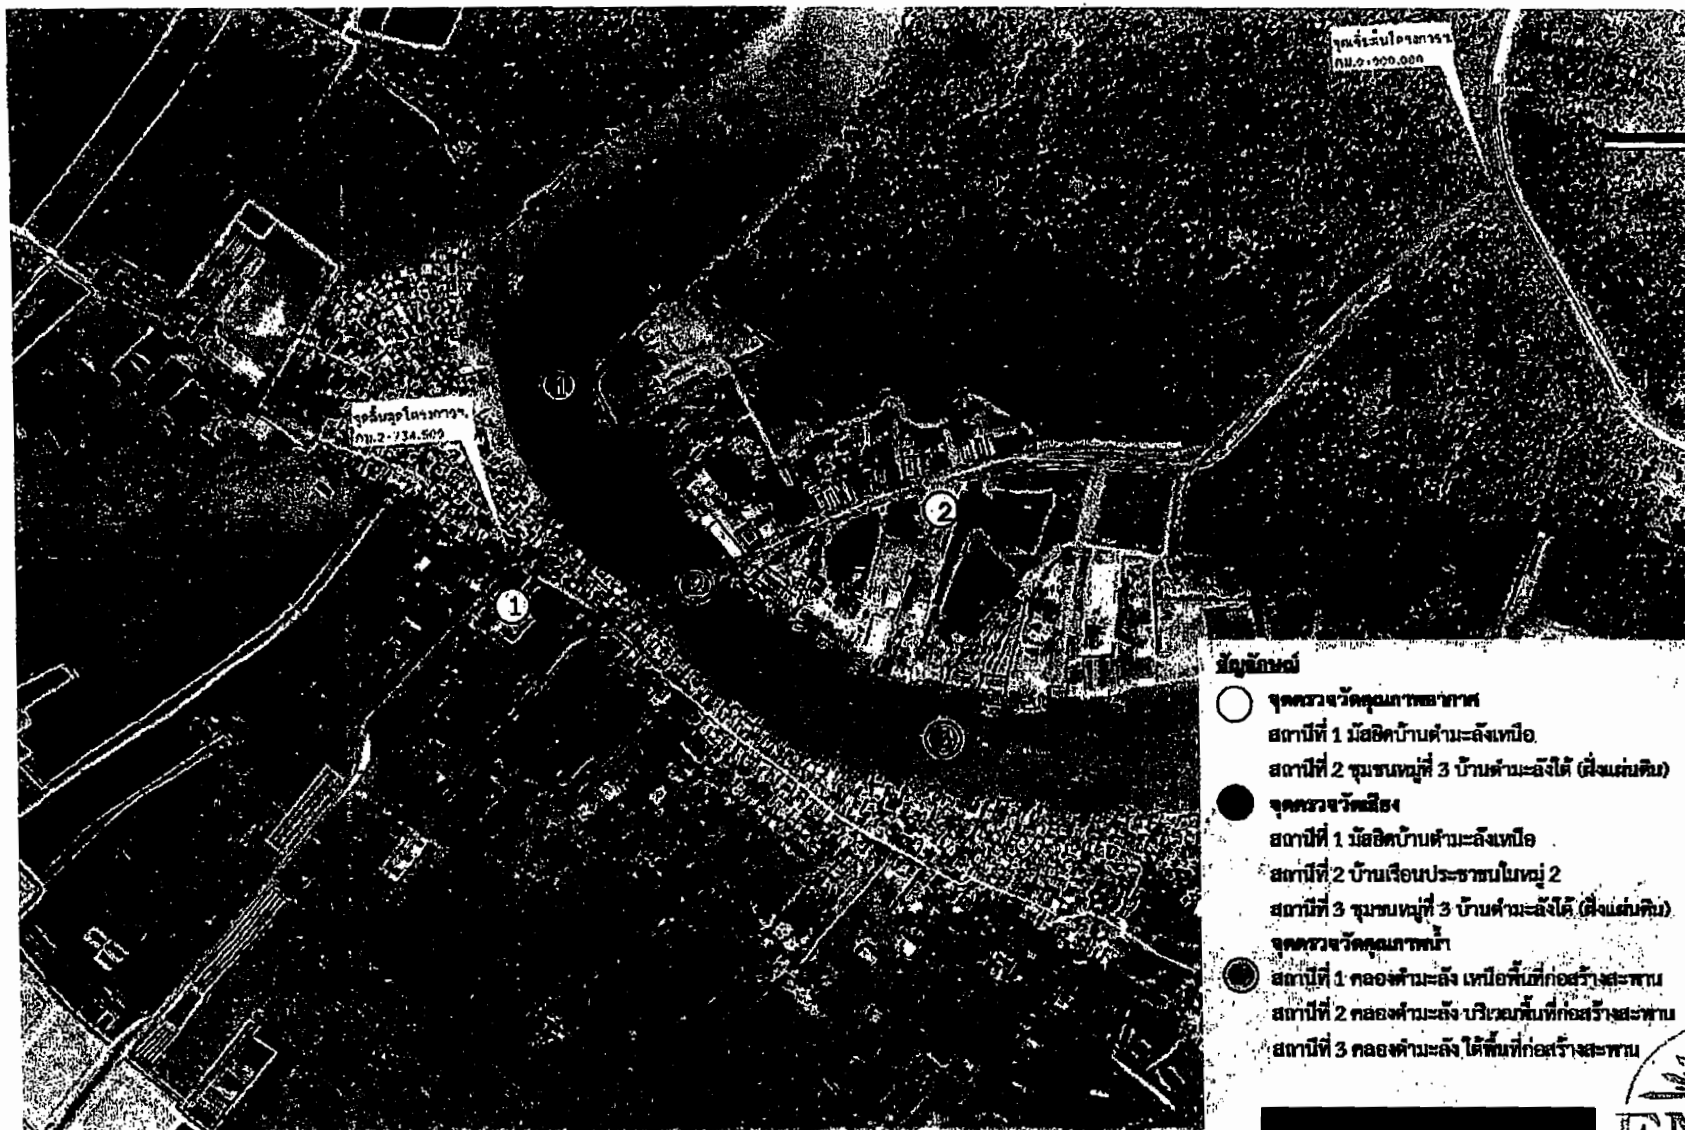 จุดเริ่มต้นโครงการฯ
กม.0+900.000
จุดสิ้นสุดโครงการฯ
กม.2+734.500
1
2
1
2
3
สัญลักษณ์
จุดตรวจวัดคุณภาพอากาศ
สถานีที่ 1 มัสยิดบ้านตำมะลังเหนือ
สถานีที่ 2 ชุมชนหมู่ที่ 3 บ้านตำมะลังใต้ (ฝั่งแผ่นดิน)
จุดตรวจวัดเสียง
สถานีที่ 1 มัสยิดบ้านตำมะลังเหนือ
สถานีที่ 2 บ้านเรือนประชาชนในหมู่ 2
สถานีที่ 3 ชุมชนหมู่ที่ 3 บ้านตำมะลังใต้ (ฝั่งแผ่นดิน)
จุดตรวจวัดคุณภาพน้ำ
สถานีที่ 1 คลองตำมะลัง เหนือพื้นที่ก่อสร้างสะพาน
สถานีที่ 2 คลองตำมะลัง บริเวณพื้นที่ก่อสร้างสะพาน
สถานีที่ 3 คลองตำมะลัง ใต้พื้นที่ก่อสร้างสะพาน